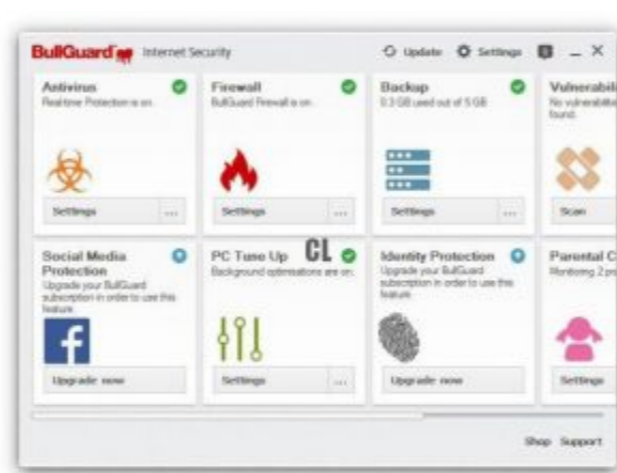 BullGuard Internet Security
Update Settings _ X
Antivirus
Realtime Protection is on.
Settings ...
Firewall
BullGuard Firewall is on.
Settings ...
Backup
0.3 GB used out of 5 GB
Settings ...
Vulnerabili
No vulnerabilitie
found.
Scan
Social Media
Protection
Upgrade your BullGuard
subscription in order to use this
feature.
Upgrade now
PC Tune Up
CL
Background optimisations are on.
Settings ...
Identity Protection
Upgrade your BullGuard
subscription in order to use this
feature.
Upgrade now
Parental C
Monitoring 2 pro
Settings
Shop Support